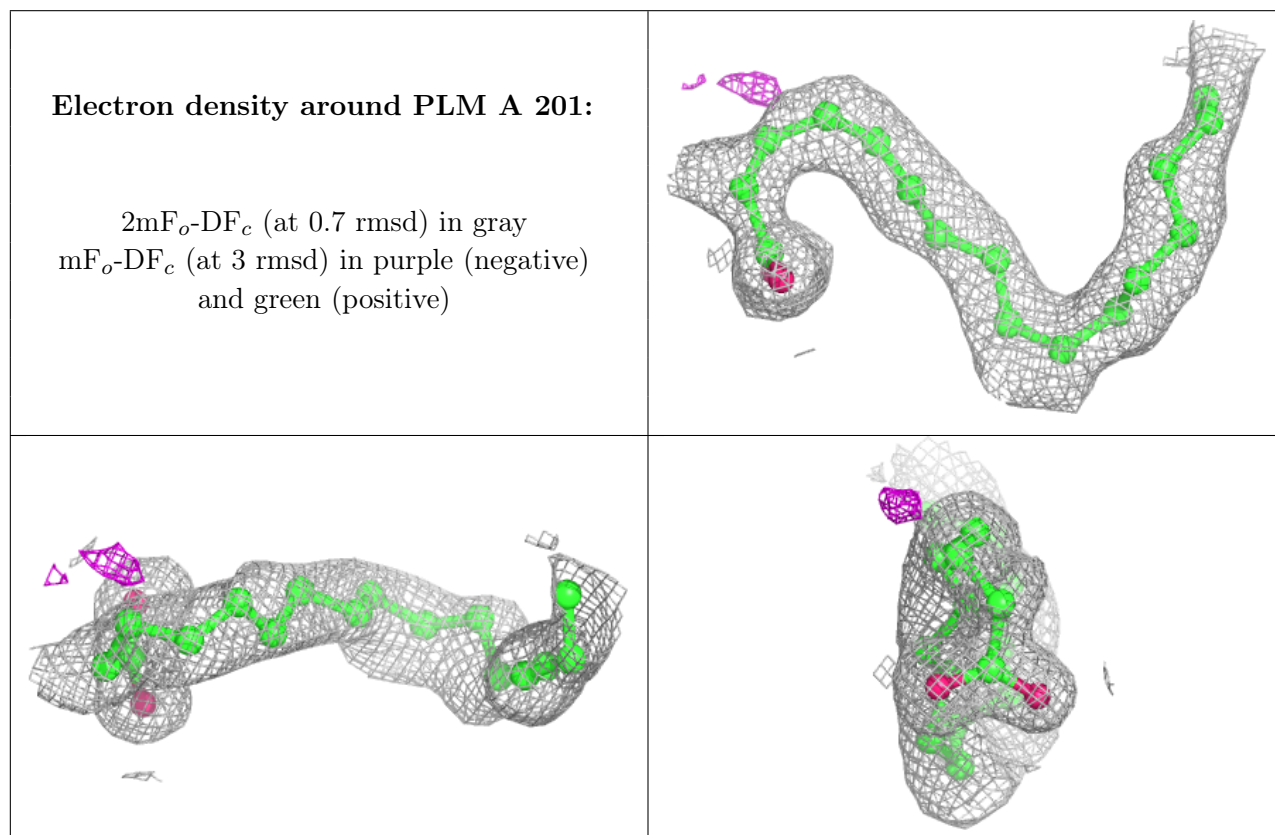 Electron density around PLM A 201:
2mFo-DFc (at 0.7 rmsd) in gray
mFo-DFc (at 3 rmsd) in purple (negative)
and green (positive)